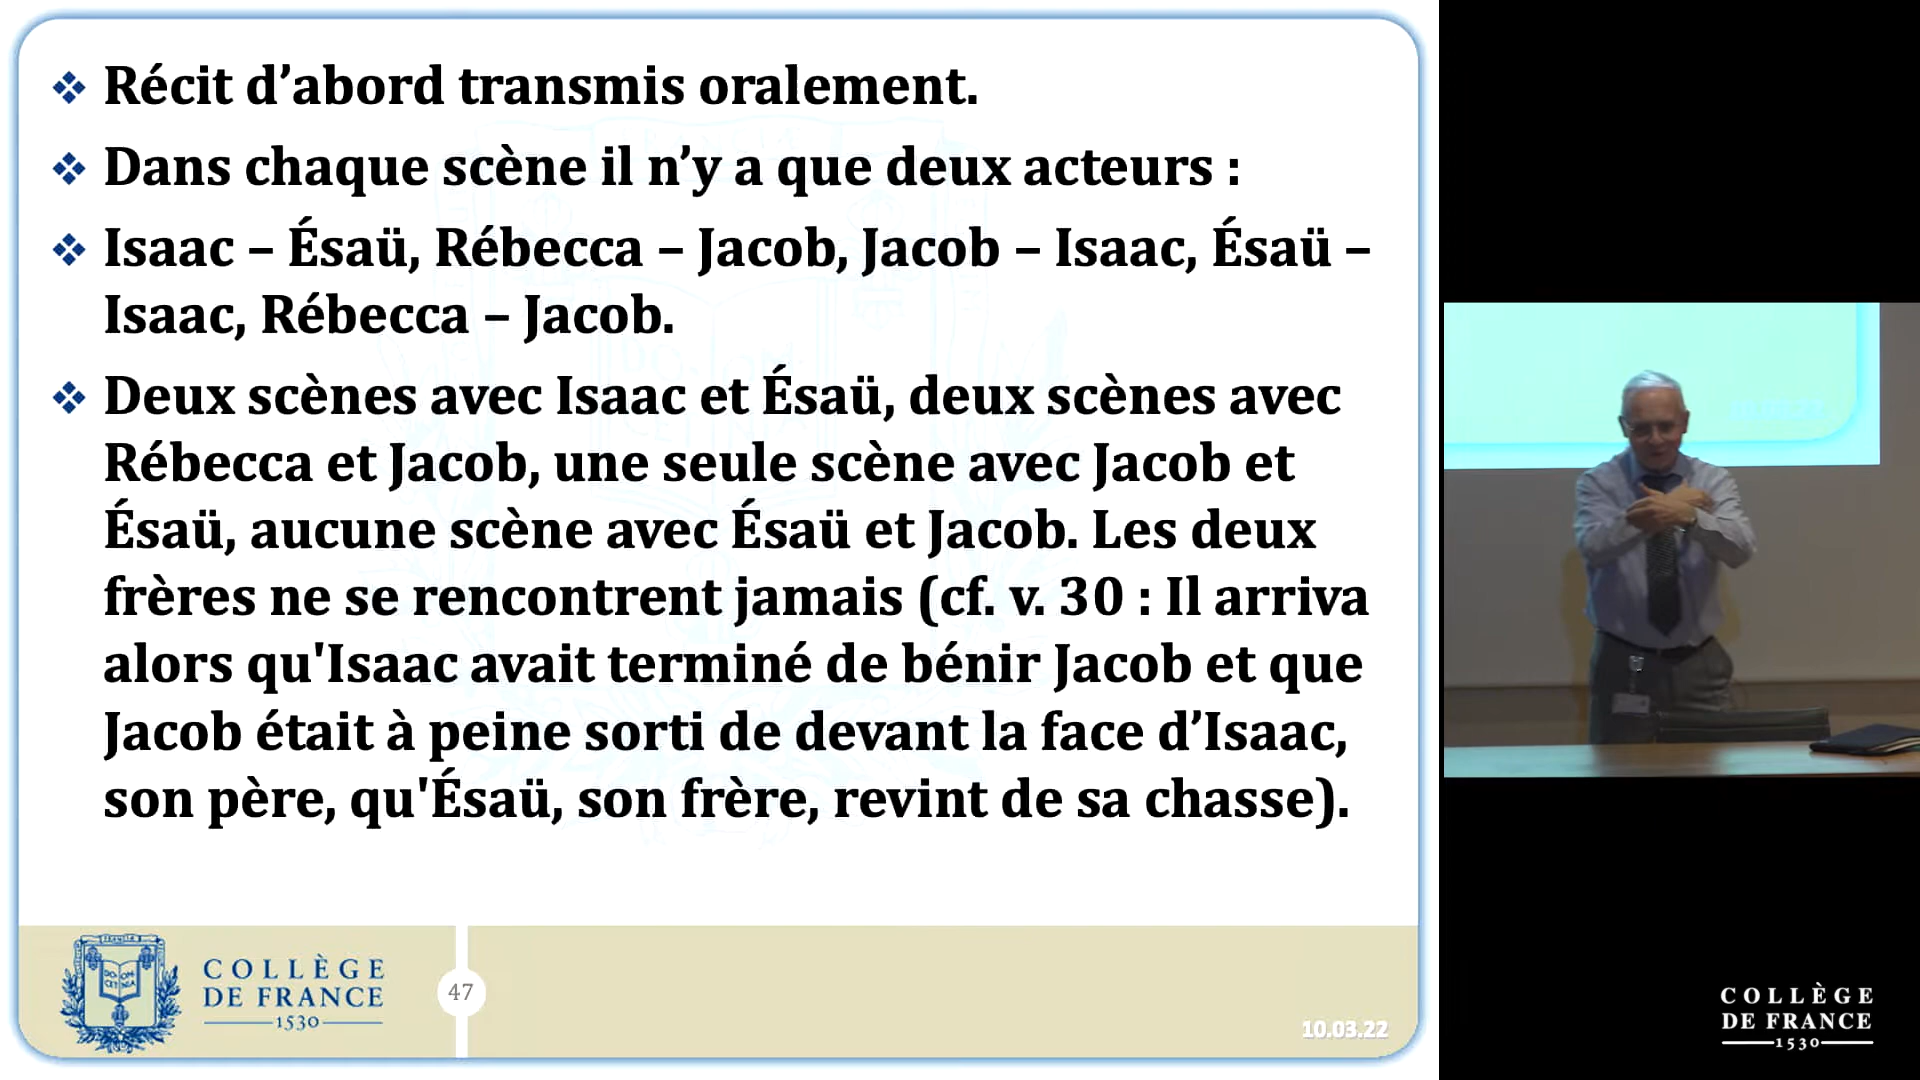 Récit d’abord transmis oralement.
Dans chaque scène il n’y a que deux acteurs :
Isaac – Ésaü, Rébecca – Jacob, Jacob – Isaac, Ésaü –
Isaac, Rébecca – Jacob.
Deux scènes avec Isaac et Ésaü, deux scènes avec
Rébecca et Jacob, une seule scène avec Jacob et
Ésaü, aucune scène avec Ésaü et Jacob. Les deux
frères ne se rencontrent jamais (cf. v. 30 : Il arriva
alors qu'Isaac avait terminé de bénir Jacob et que
Jacob était à peine sorti de devant la face d’Isaac,
son père, qu'Ésaü, son frère, revint de sa chasse).
COLLÈGE
DE FRANCE
1530
47
10.03.22
COLLÈGE
DE FRANCE
1530